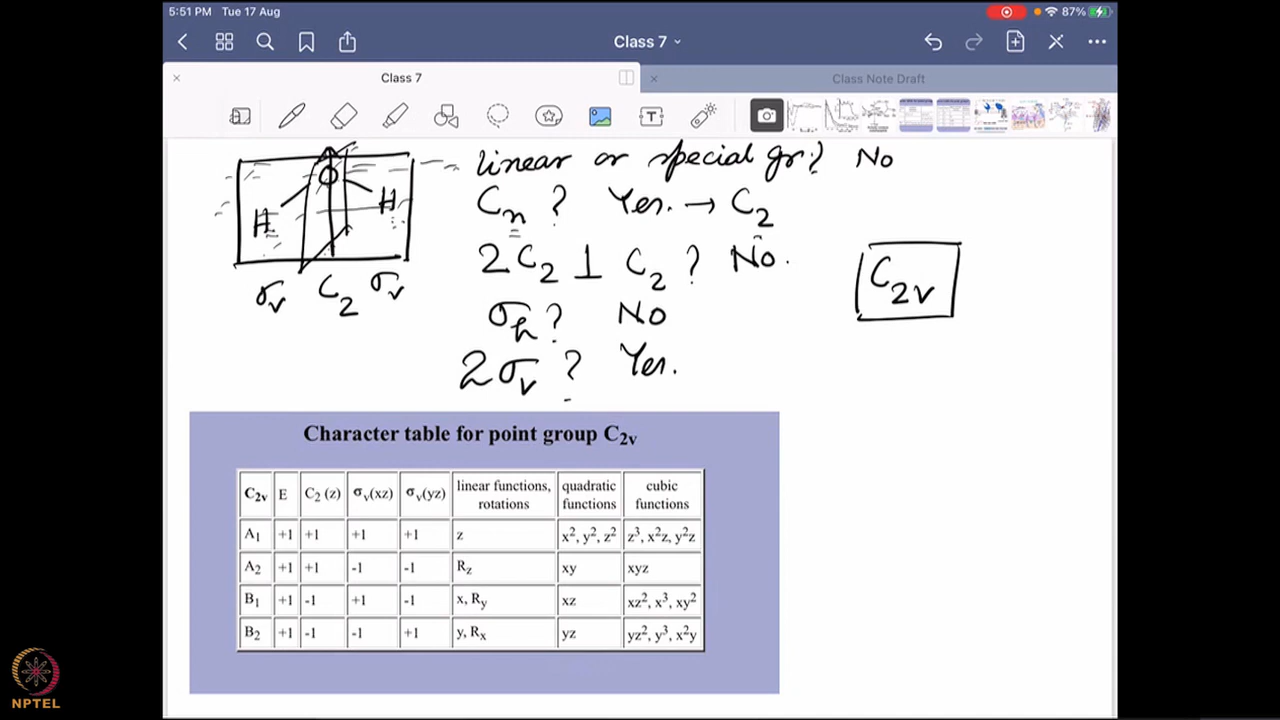 5:51 PM Tue 17 Aug
87%
Class 7
Class 7
Class Note Draft
linear or special gr? No
O
H H
Cₙ ? Yes. → C₂
2C₂ ⊥ C₂ ? No.
σᵥ C₂ σᵥ
C₂ᵥ
σₕ? No
2σᵥ ? Yes.
Character table for point group C₂ᵥ
C₂ᵥ E C₂ (z) σᵥ(xz) σᵥ(yz) linear functions, rotations quadratic functions cubic functions
A₁ +1 +1 +1 +1 z x², y², z² z³, x²z, y²z
A₂ +1 +1 -1 -1 R_z xy xyz
B₁ +1 -1 +1 -1 x, R_y xz xz², x³, xy²
B₂ +1 -1 -1 +1 y, Rₓ yz yz², y³, x²y
NPTEL